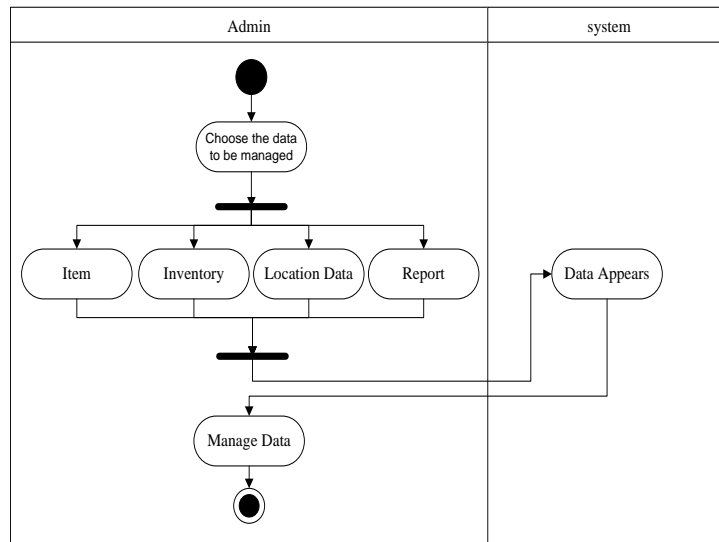 Admin
system
Choose the data
to be managed
Item
Inventory
Location Data
Report
Data Appears
Manage Data